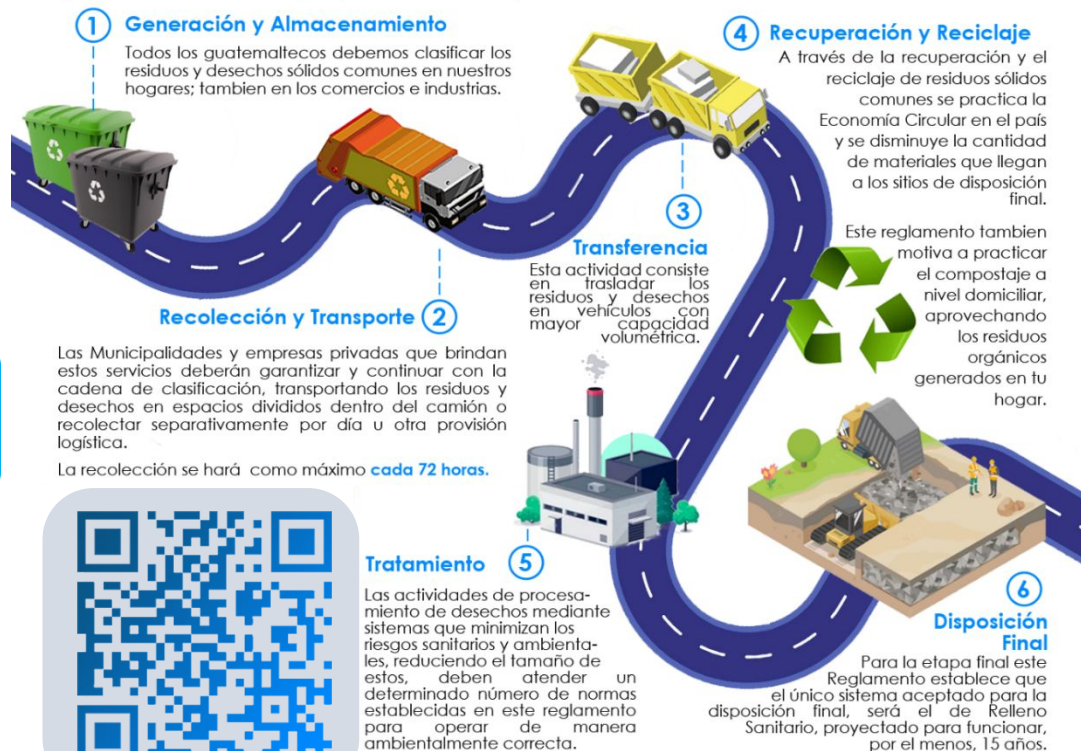 1 Generación y Almacenamiento
Todos los guatemaltecos debemos clasificar los
residuos y desechos sólidos comunes en nuestros
hogares; tambien en los comercios e industrias.
Recolección y Transporte 2
Las Municipalidades y empresas privadas que brindan
estos servicios deberán garantizar y continuar con la
cadena de clasificación, transportando los residuos y
desechos en espacios divididos dentro del camión o
recolectar separativamente por día u otra provisión
logística.
La recolección se hará como máximo cada 72 horas.
3
Transferencia
Esta actividad consiste
en trasladar los
residuos y desechos
en vehículos con
mayor capacidad
volumétrica.
4 Recuperación y Reciclaje
A través de la recuperación y el
reciclaje de residuos sólidos
comunes se practica la
Economía Circular en el país
y se disminuye la cantidad
de materiales que llegan
a los sitios de disposición
final.
Este reglamento tambien
motiva a practicar
el compostaje a
nivel domiciliar,
aprovechando
los residuos
orgánicos
generados en tu
hogar.
Tratamiento 5
Las actividades de procesa-
miento de desechos mediante
sistemas que minimizan los
riesgos sanitarios y ambienta-
les, reduciendo el tamaño de
estos, deben atender un
determinado número de normas
establecidas en este reglamento
para operar de manera
ambientalmente correcta.
6
Disposición
Final
Para la etapa final este
Reglamento establece que
el único sistema aceptado para la
disposición final, será el de Relleno
Sanitario, proyectado para funcionar,
por el mas, 15 años.